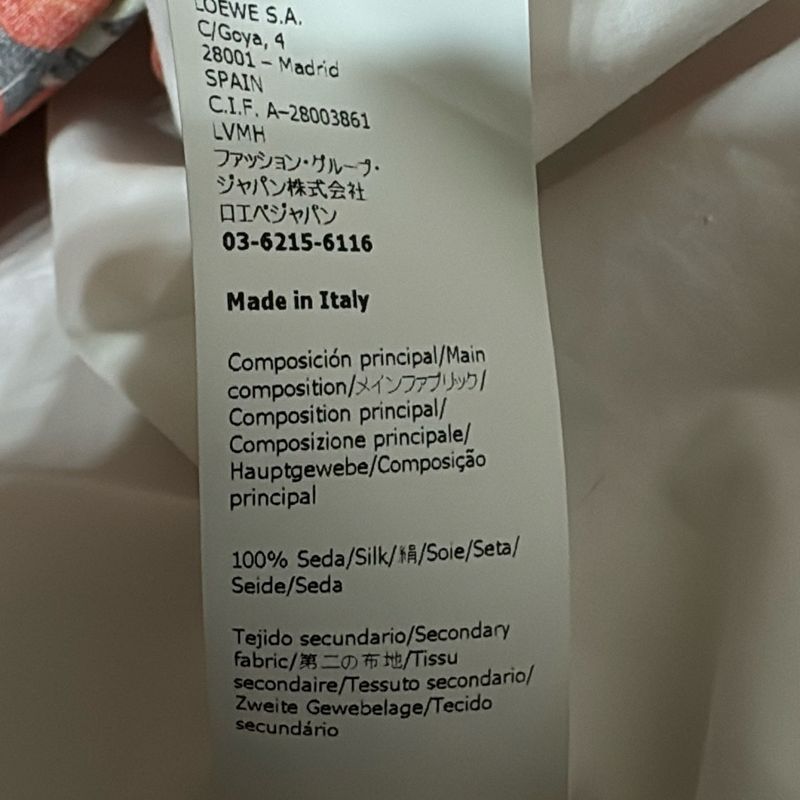 LOEWE S.A.
C/Goya, 4
28001 – Madrid
SPAIN
C.I.F. A-28003861
LVMH
ファッション・グループ・
ジャパン株式会社
ロエベジャパン
03-6215-6116
Made in Italy
Composición principal/Main
composition/メインファブリック/
Composition principal/
Composizione principale/
Hauptgewebe/Composição
principal
100% Seda/Silk/絹/Soie/Seta/
Seide/Seda
Tejido secundario/Secondary
fabric/第二の布地/Tissu
secondaire/Tessuto secondario/
Zweite Gewebelage/Tecido
secundário